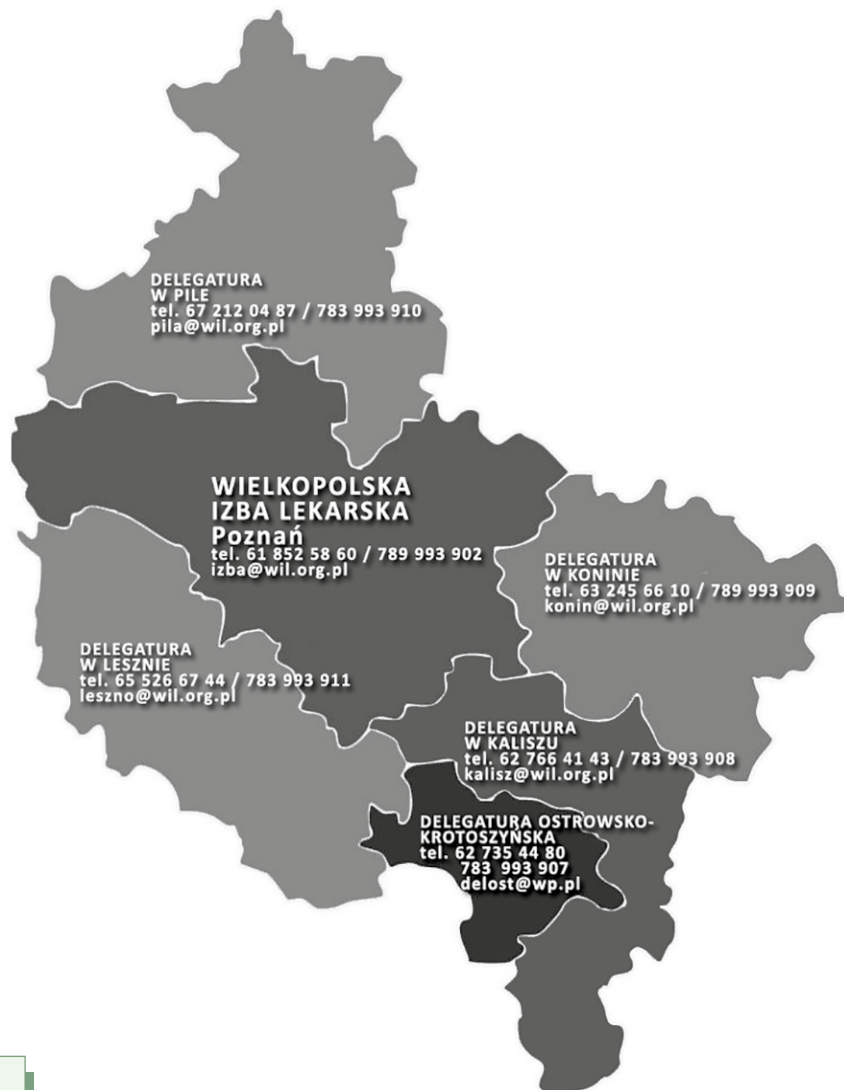 DELEGATURA
W PILE
tel. 67 212 04 87 / 783 993 910
pila@wil.org.pl
WIELKOPOLSKA
IZBA LEKARSKA
Poznań
tel. 61 852 58 60 / 789 993 902
izba@wil.org.pl
DELEGATURA
W KONINIE
tel. 63 245 66 10 / 789 993 909
konin@wil.org.pl
DELEGATURA
W LESZNIE
tel. 65 526 67 44 / 783 993 911
leszno@wil.org.pl
DELEGATURA
W KALISZU
tel. 62 766 41 43 / 783 993 908
kalisz@wil.org.pl
DELEGATURA OSTROWSKO-
KROTOSZYŃSKA
tel. 62 735 44 80
783 993 907
delost@wp.pl